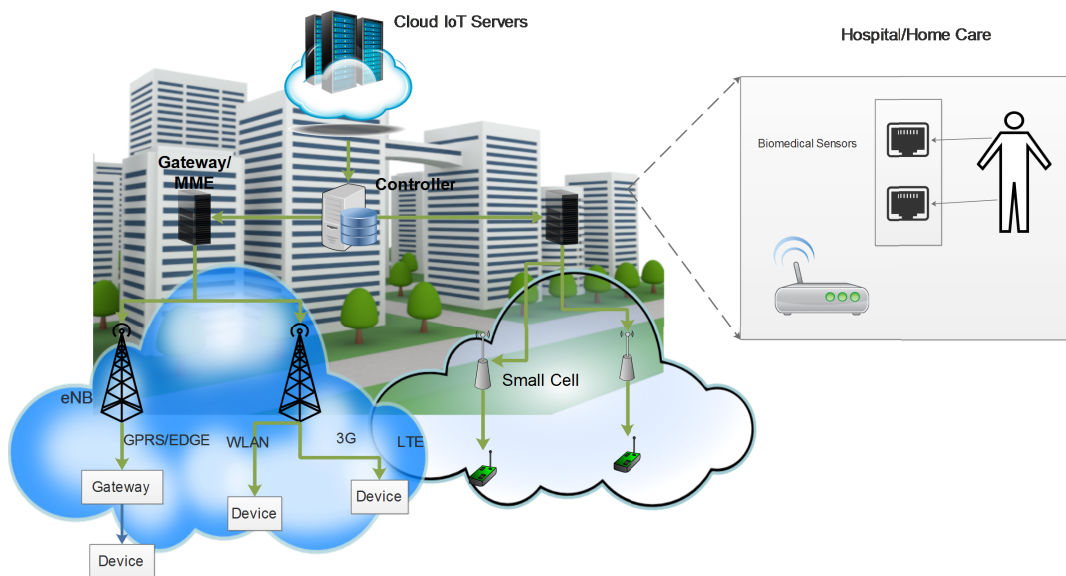 Cloud IoT Servers
Hospital/Home Care
Biomedical Sensors
Gateway/
MME
Controller
Small Cell
eNB
GPRS/EDGE
WLAN
3G
LTE
Gateway
Device
Device
Device